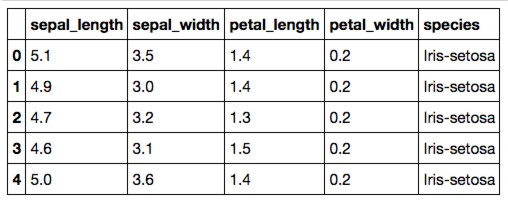 sepal_length sepal_width petal_length petal_width species
0 5.1 3.5 1.4 0.2 Iris-setosa
1 4.9 3.0 1.4 0.2 Iris-setosa
2 4.7 3.2 1.3 0.2 Iris-setosa
3 4.6 3.1 1.5 0.2 Iris-setosa
4 5.0 3.6 1.4 0.2 Iris-setosa